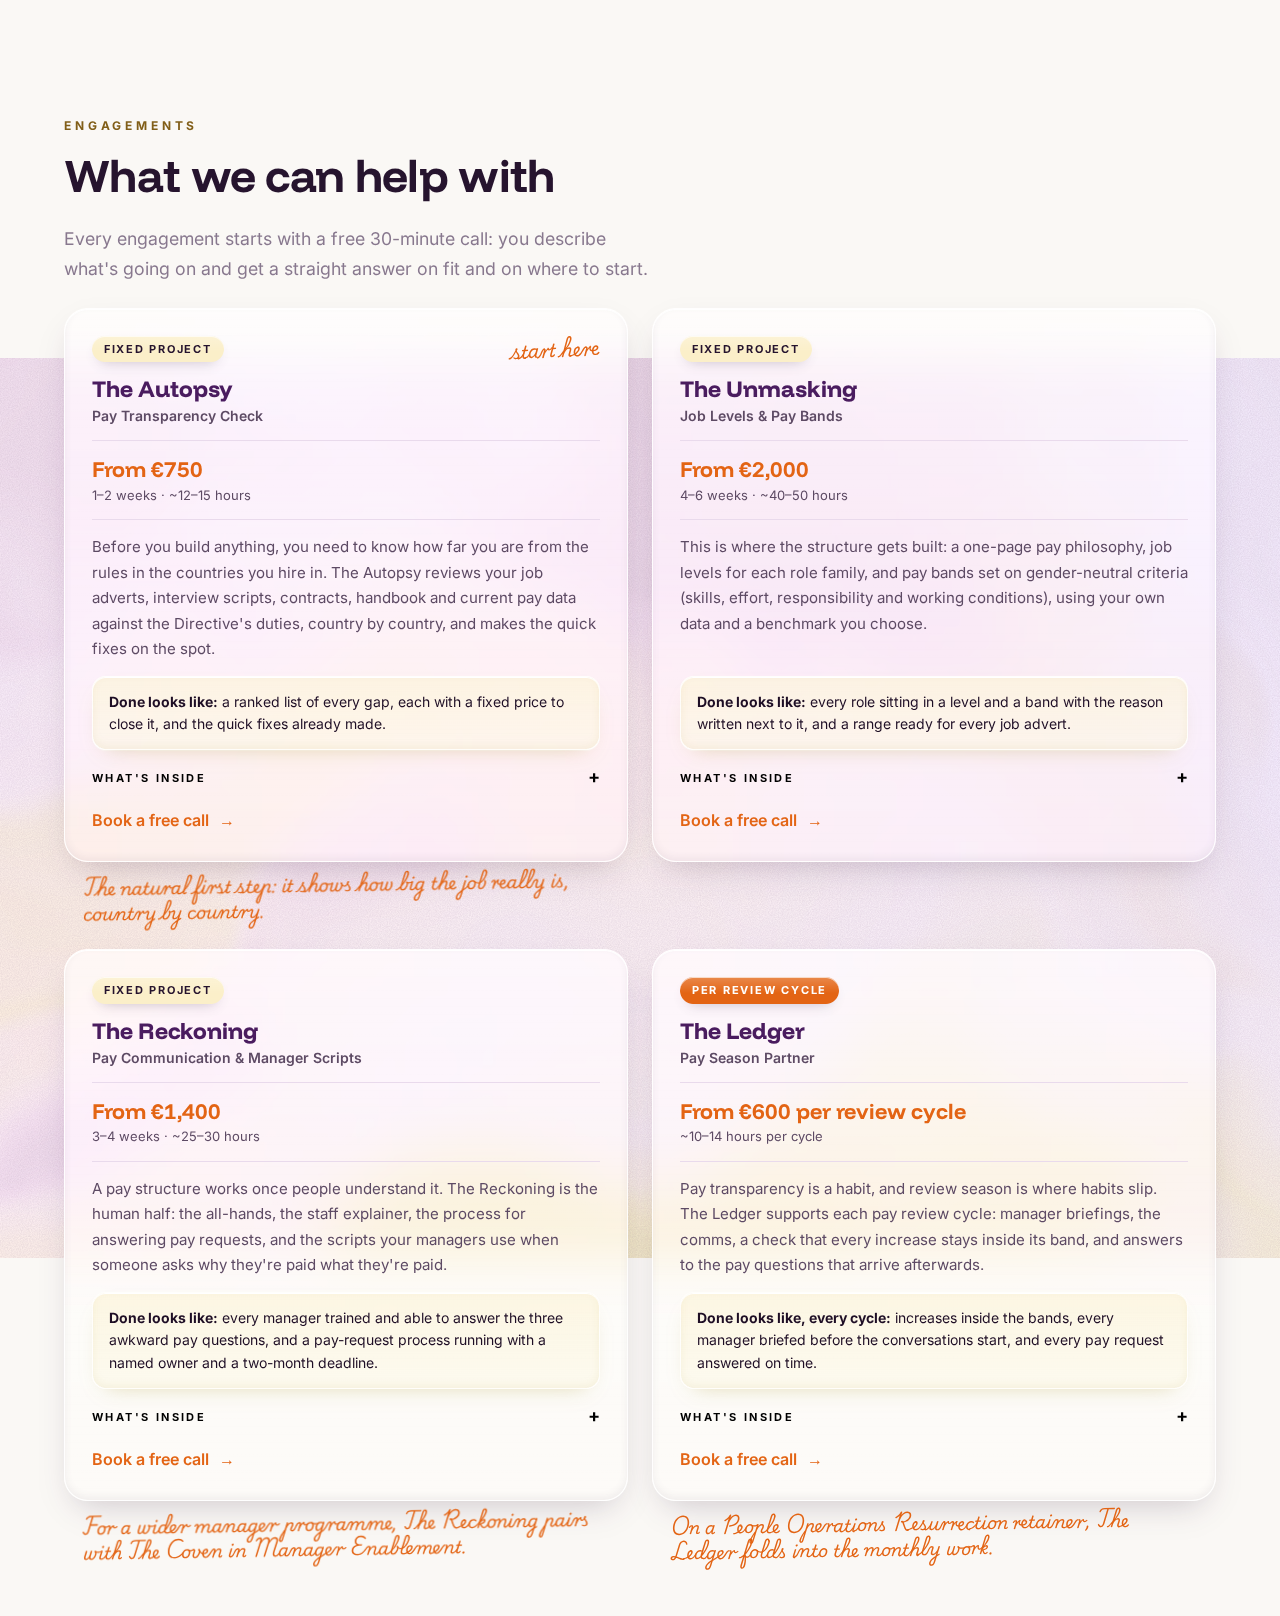 ENGAGEMENTS
What we can help with
Every engagement starts with a free 30-minute call: you describe
what's going on and get a straight answer on fit and on where to start.
FIXED PROJECT
start here
The Autopsy
Pay Transparency Check
From €750
1–2 weeks · ~12–15 hours
Before you build anything, you need to know how far you are from the
rules in the countries you hire in. The Autopsy reviews your job
adverts, interview scripts, contracts, handbook and current pay data
against the Directive's duties, country by country, and makes the quick
fixes on the spot.
Done looks like: a ranked list of every gap, each with a fixed price to
close it, and the quick fixes already made.
WHAT'S INSIDE +
Book a free call →
The natural first step: it shows how big the job really is,
country by country.
FIXED PROJECT
The Unmasking
Job Levels & Pay Bands
From €2,000
4–6 weeks · ~40–50 hours
This is where the structure gets built: a one-page pay philosophy, job
levels for each role family, and pay bands set on gender-neutral criteria
(skills, effort, responsibility and working conditions), using your own
data and a benchmark you choose.
Done looks like: every role sitting in a level and a band with the reason
written next to it, and a range ready for every job advert.
WHAT'S INSIDE +
Book a free call →
FIXED PROJECT
The Reckoning
Pay Communication & Manager Scripts
From €1,400
3–4 weeks · ~25–30 hours
A pay structure works once people understand it. The Reckoning is the
human half: the all-hands, the staff explainer, the process for
answering pay requests, and the scripts your managers use when
someone asks why they're paid what they're paid.
Done looks like: every manager trained and able to answer the three
awkward pay questions, and a pay-request process running with a
named owner and a two-month deadline.
WHAT'S INSIDE +
Book a free call →
For a wider manager programme, The Reckoning pairs
with The Coven in Manager Enablement.
PER REVIEW CYCLE
The Ledger
Pay Season Partner
From €600 per review cycle
~10–14 hours per cycle
Pay transparency is a habit, and review season is where habits slip.
The Ledger supports each pay review cycle: manager briefings, the
comms, a check that every increase stays inside its band, and answers
to the pay questions that arrive afterwards.
Done looks like, every cycle: increases inside the bands, every
manager briefed before the conversations start, and every pay request
answered on time.
WHAT'S INSIDE +
Book a free call →
On a People Operations Resurrection retainer, The
Ledger folds into the monthly work.